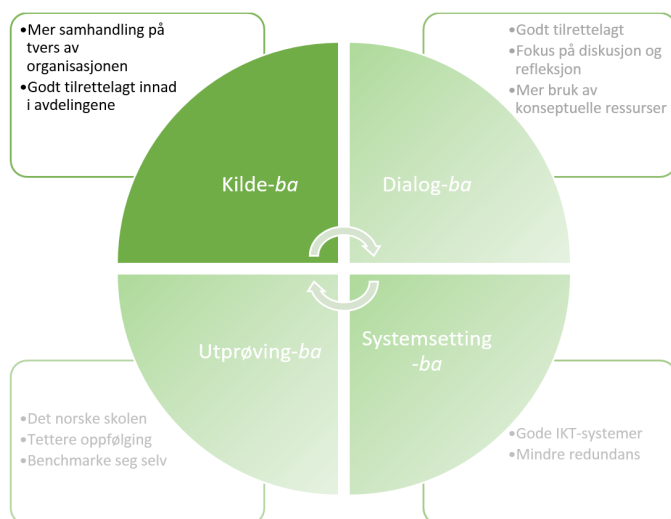 •Mer samhandling på
tvers av
organisasjonen
•Godt tilrettelagt innad
i avdelingene
•Godt tilrettelagt
•Fokus på diskusjon og
refleksjon
•Mer bruk av
konseptuelle ressurser
Kilde-ba
Dialog-ba
Utprøving-ba
Systemsetting
-ba
•Det norske skolen
•Tettere oppfølging
•Benchmarke seg selv
•Gode IKT-systemer
•Mindre redundans